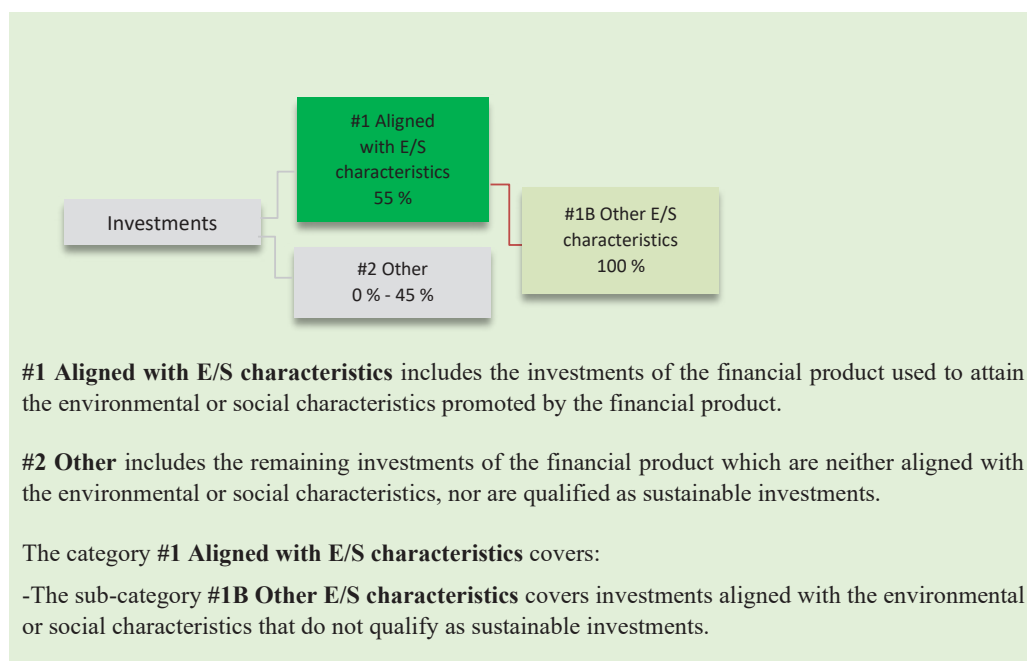 #1 Aligned
with E/S
characteristics
55 %
Investments
#1B Other E/S
characteristics
100 %
#2 Other
0 % - 45 %
#1 Aligned with E/S characteristics includes the investments of the financial product used to attain
the environmental or social characteristics promoted by the financial product.
#2 Other includes the remaining investments of the financial product which are neither aligned with
the environmental or social characteristics, nor are qualified as sustainable investments.
The category #1 Aligned with E/S characteristics covers:
-The sub-category #1B Other E/S characteristics covers investments aligned with the environmental
or social characteristics that do not qualify as sustainable investments.